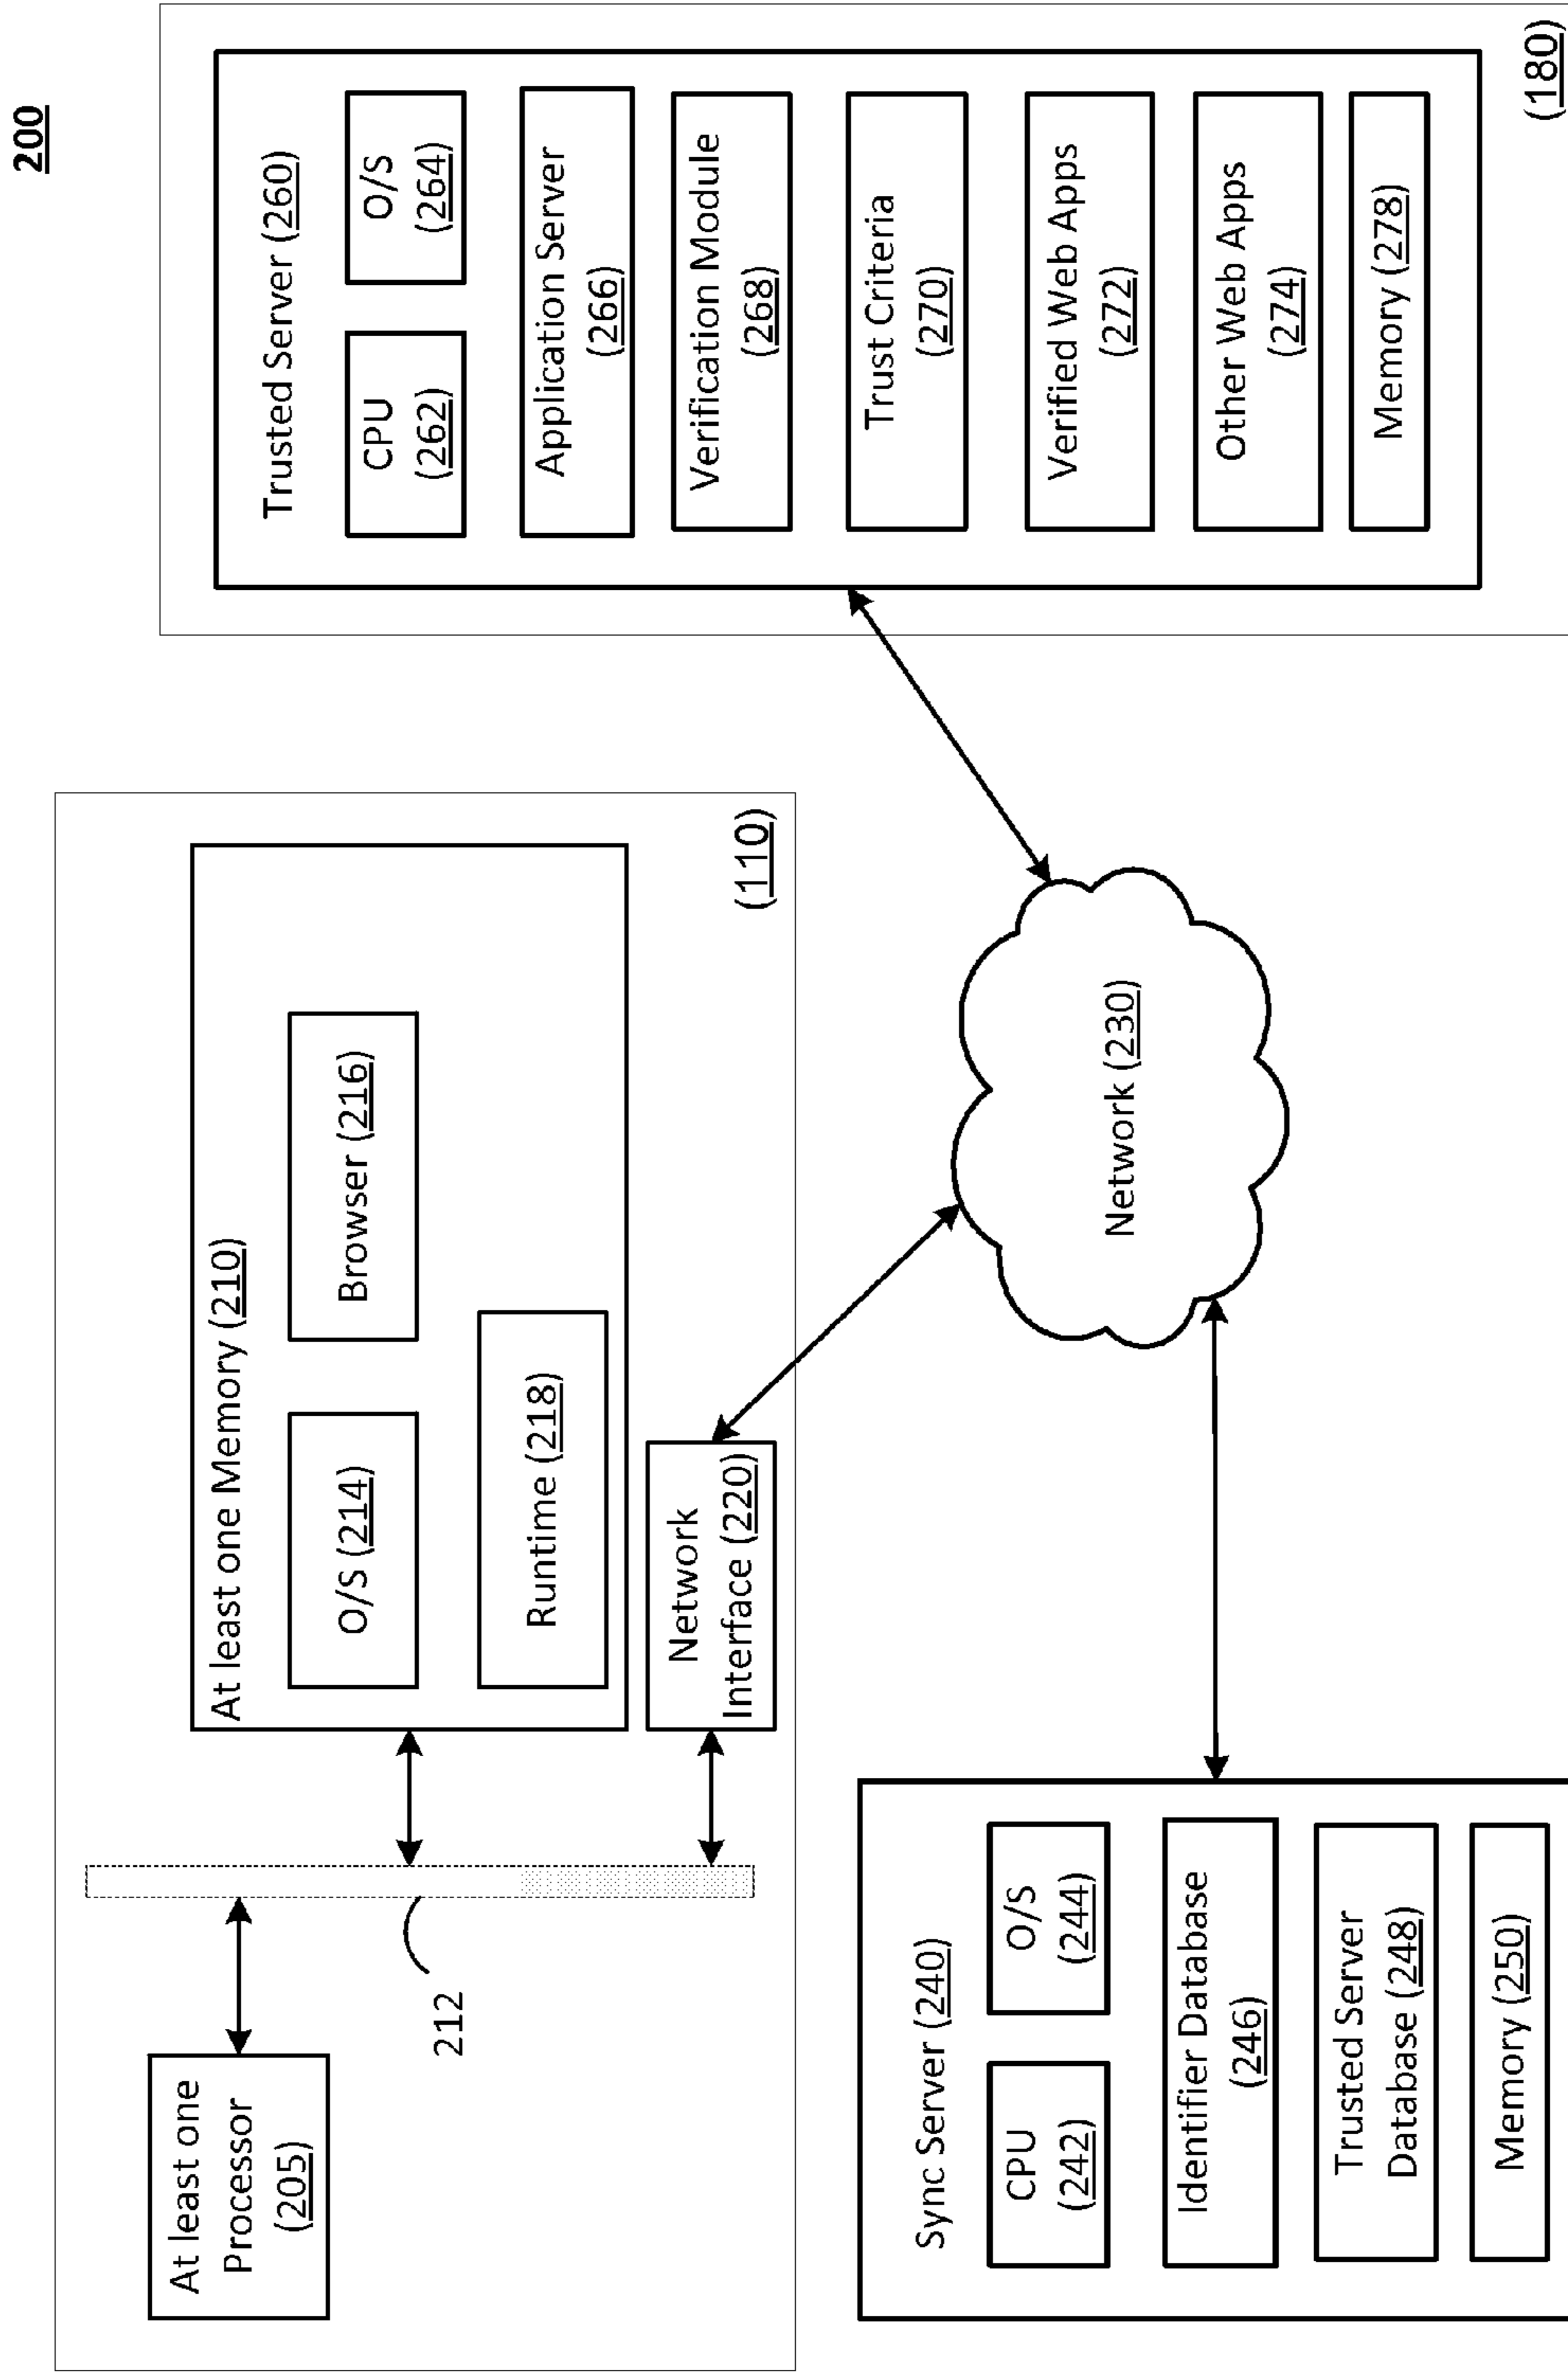 200
At least one
Processor
(205)
212
At least one Memory (210)
O/S (214)
Browser (216)
Runtime (218)
Network
Interface (220)
(110)
Sync Server (240)
CPU
(242)
O/S
(244)
Identifier Database
(246)
Trusted Server
Database (248)
Memory (250)
Network (230)
Trusted Server (260)
CPU
(262)
O/S
(264)
Application Server
(266)
Verification Module
(268)
Trust Criteria
(270)
Verified Web Apps
(272)
Other Web Apps
(274)
Memory (278)
(180)